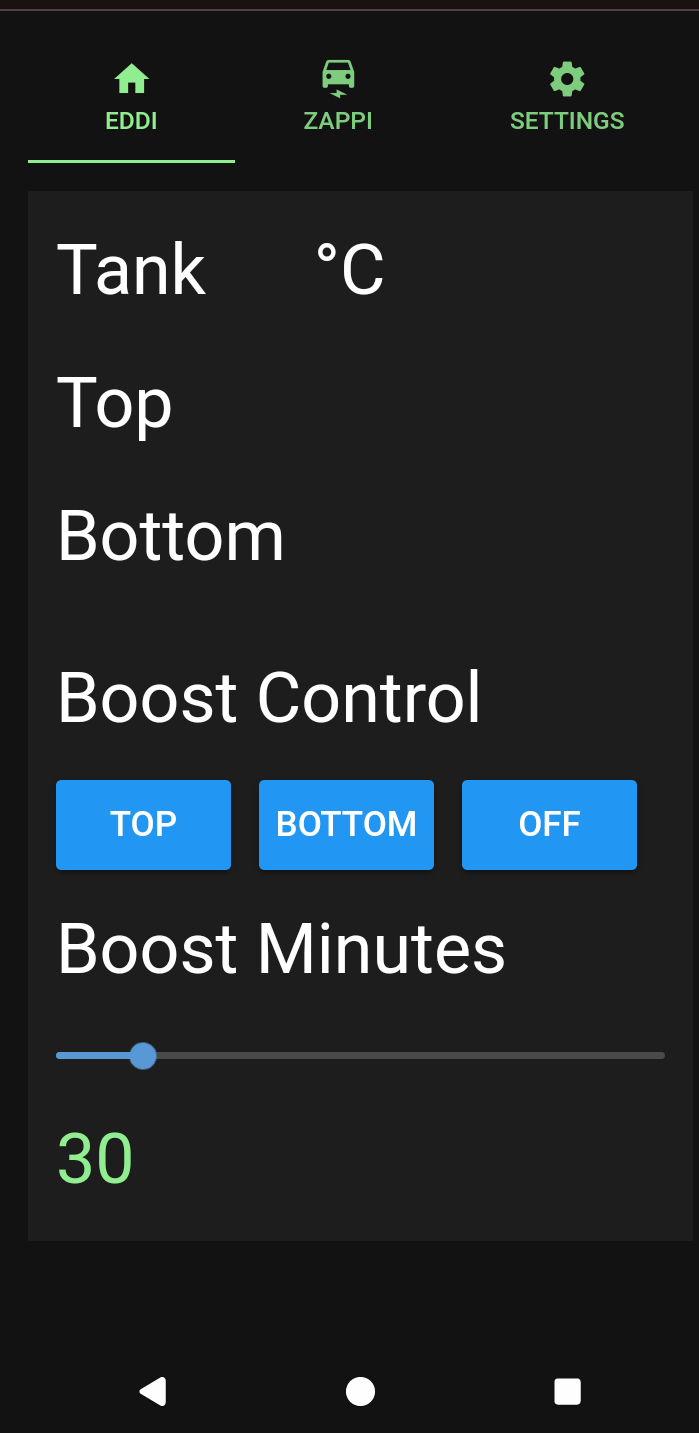 EDDI ZAPPI SETTINGS
Tank °C
Top
Bottom
Boost Control
TOP BOTTOM OFF
Boost Minutes
30